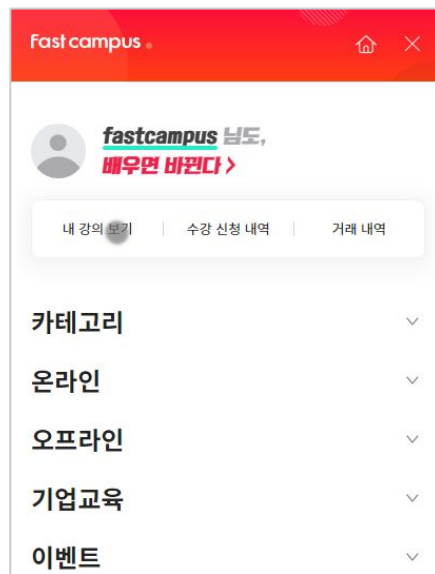 Fast campus
fastcampus 님도,
배우면 바뀐다 >
내 강의 보기 | 수강 신청 내역 | 거래 내역
카테고리
온라인
오프라인
기업교육
이벤트